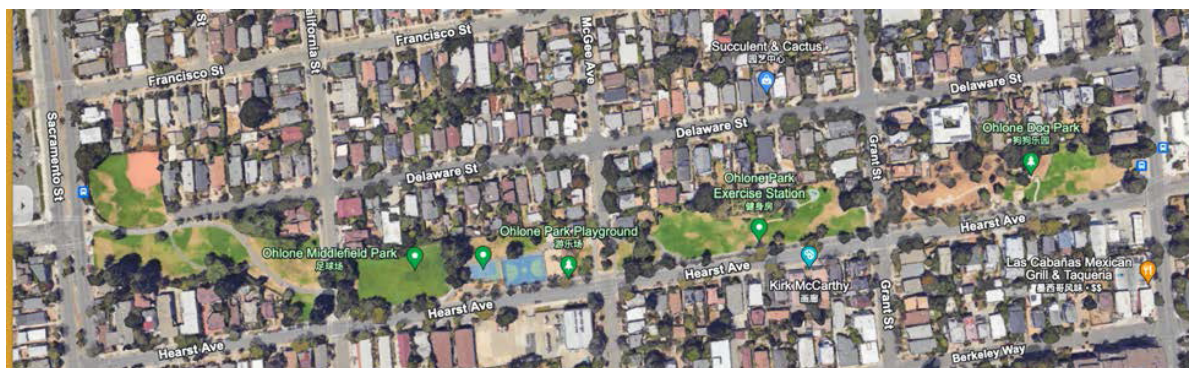 St
Francisco St
Francisco St
California St
McGee Ave
Succulent & Cactus
园艺中心
Delaware St
Delaware St
Delaware St
Sacramento St
Grant St
Ohlone Dog Park
狗狗乐园
Ohlone Park
Exercise Station
健身房
Hearst Ave
Ohlone Park Playground
游乐场
Ohlone Middlefield Park
足球场
Hearst Ave
Kirk McCarthy
画廊
Las Cabañas Mexican
Grill & Taqueria
墨西哥风味・$$
Grant St
Hearst Ave
Hearst Ave
Berkeley Way